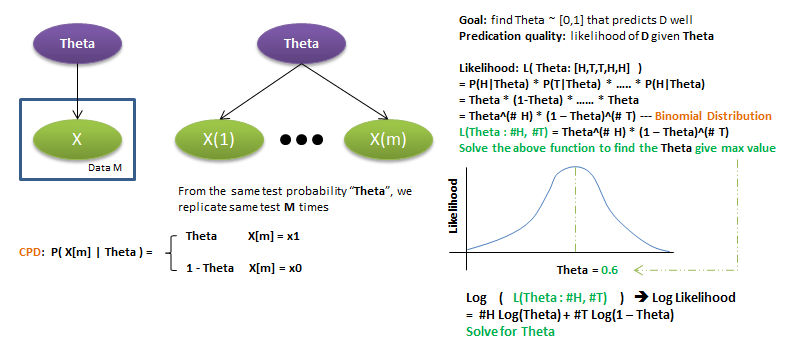 Theta
X
Data M
Theta
X(1)
X(m)
From the same test probability “Theta”, we
replicate same test M times
CPD: P( X[m] | Theta ) =
Theta X[m] = x1
1 - Theta X[m] = x0
Goal: find Theta ~ [0,1] that predicts D well
Predication quality: likelihood of D given Theta
Likelihood: L( Theta: [H,T,T,H,H] )
= P(H|Theta) * P(T|Theta) * ..... * P(H|Theta)
= Theta * (1-Theta) * ...... * Theta
= Theta^(# H) * (1 – Theta)^(# T) --- Binomial Distribution
L(Theta : #H, #T) = Theta^(# H) * (1 – Theta)^(# T)
Solve the above function to find the Theta give max value
Likelihood
Theta = 0.6
Log ( L(Theta : #H, #T) ) ➔ Log Likelihood
= #H Log(Theta) + #T Log(1 – Theta)
Solve for Theta